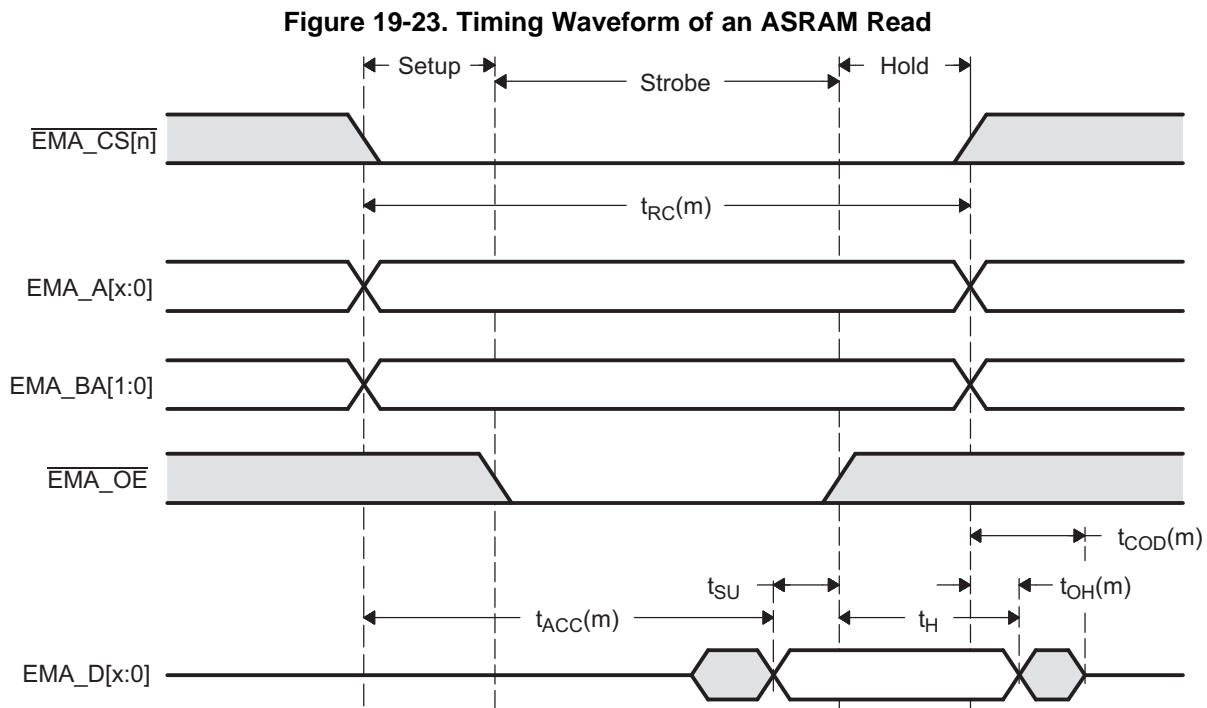 Figure 19-23. Timing Waveform of an ASRAM Read
Setup
Strobe
Hold
EMA_CS[n]
tRC(m)
EMA_A[x:0]
EMA_BA[1:0]
EMA_OE
tCOD(m)
tSU
tOH(m)
tACC(m)
tH
EMA_D[x:0]